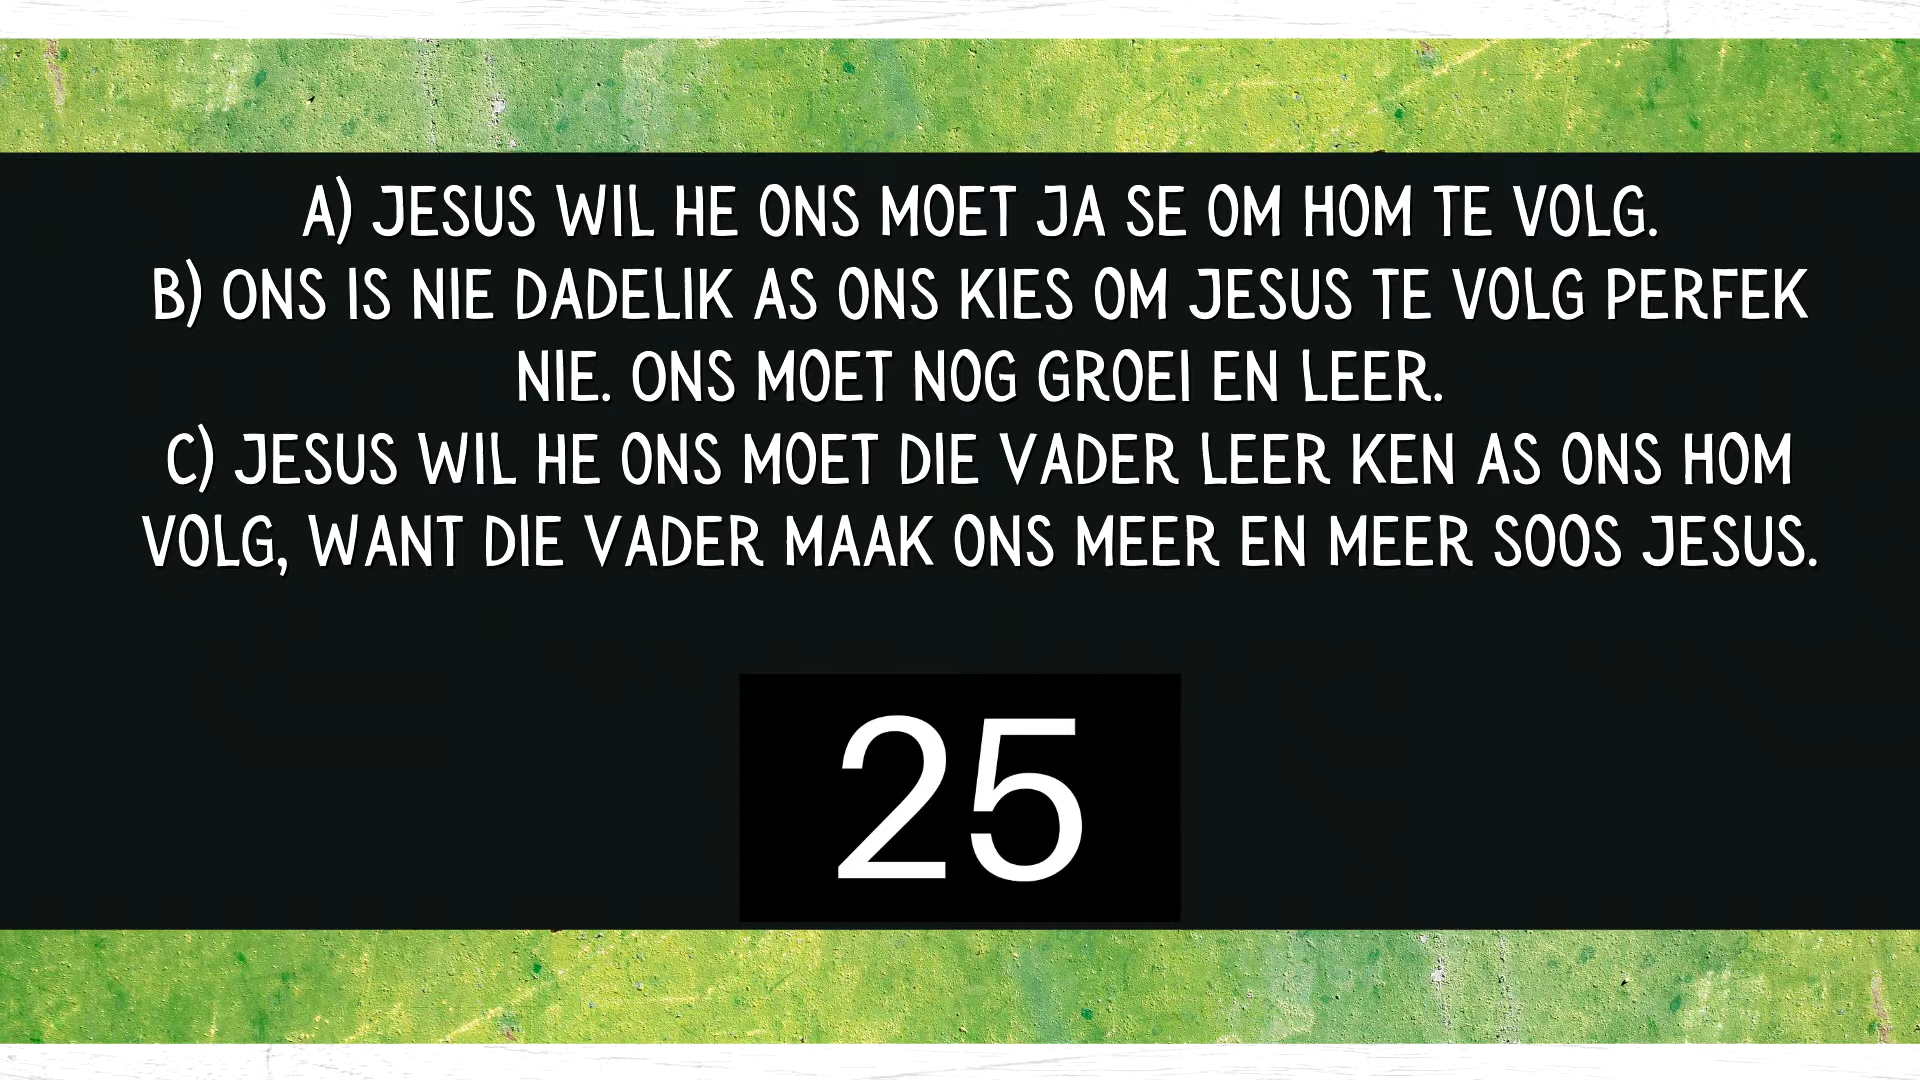 A) JESUS WIL HE ONS MOET JA SE OM HOM TE VOLG.
B) ONS IS NIE DADELIK AS ONS KIES OM JESUS TE VOLG PERFEK
NIE. ONS MOET NOG GROEI EN LEER.
C) JESUS WIL HE ONS MOET DIE VADER LEER KEN AS ONS HOM
VOLG, WANT DIE VADER MAAK ONS MEER EN MEER SOOS JESUS.
25